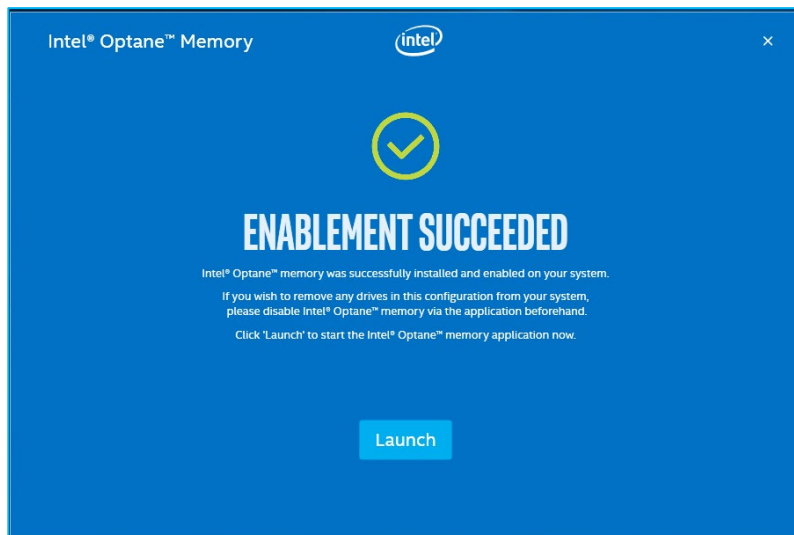 Intel® Optane™ Memory
intel
×
ENABLEMENT SUCCEEDED
Intel® Optane™ memory was successfully installed and enabled on your system.
If you wish to remove any drives in this configuration from your system,
please disable Intel® Optane™ memory via the application beforehand.
Click 'Launch' to start the Intel® Optane™ memory application now.
Launch